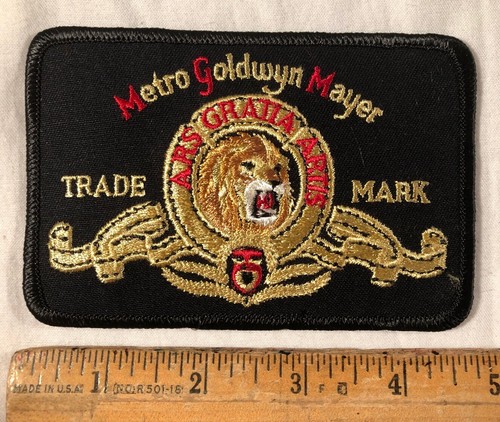 Metro Goldwyn Mayer
ARS GRATIA ARTIS
TRADE MARK
1 2 3 4 5
MADE IN U.S.A.